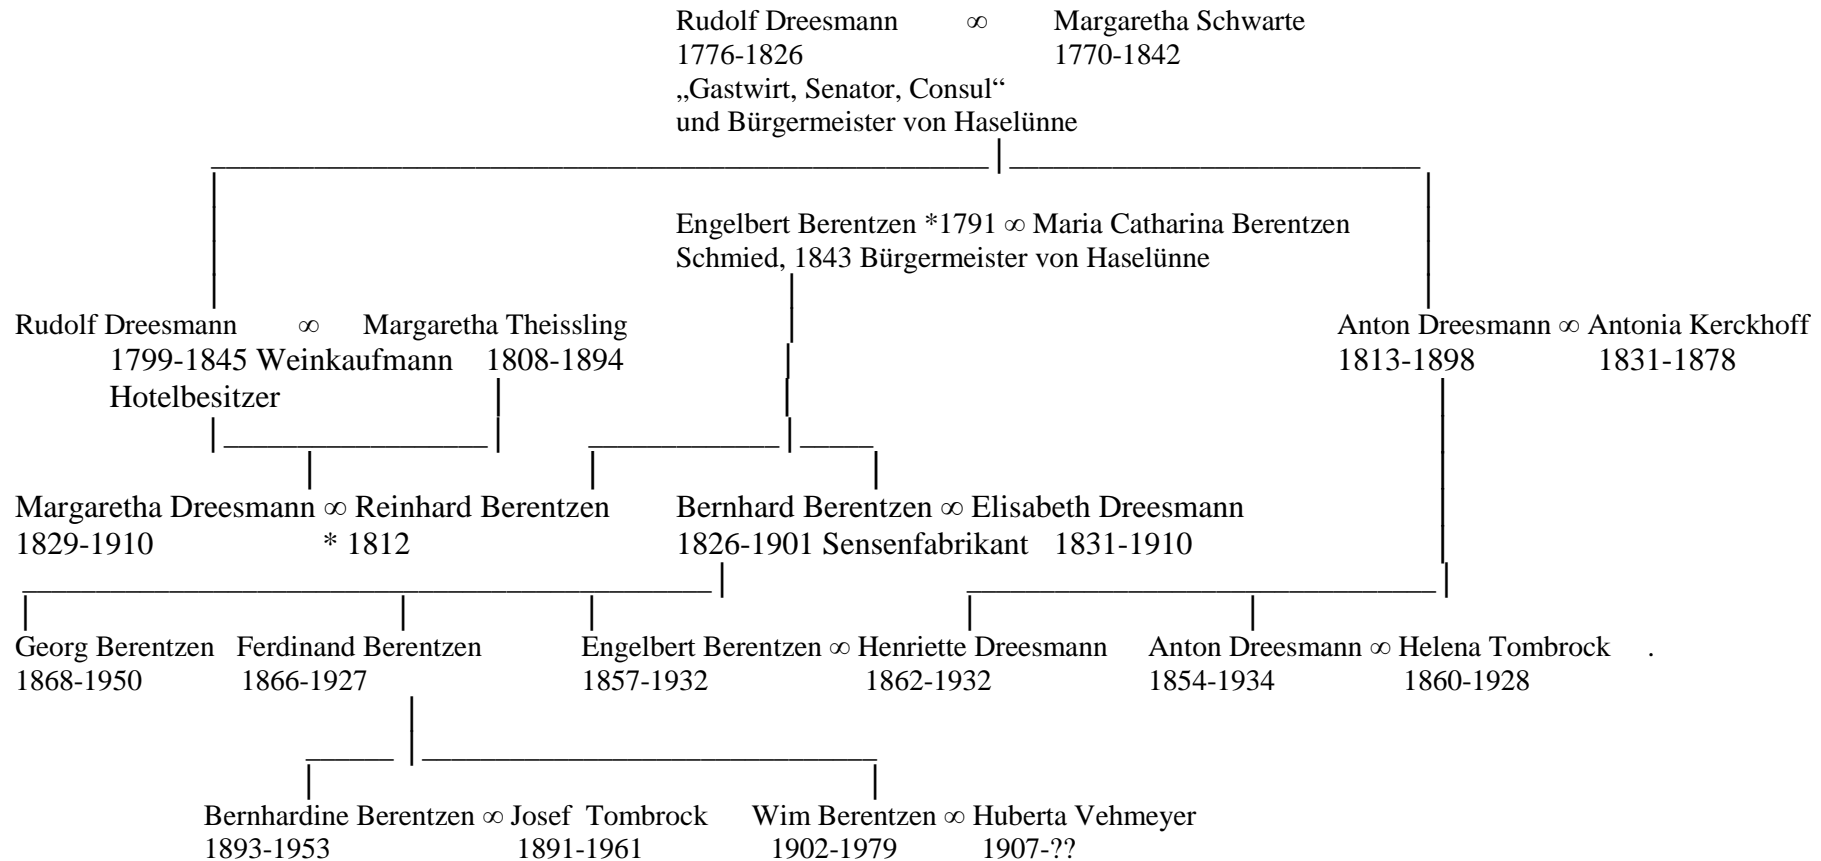 Rudolf Dreesmann ∞ Margaretha Schwarte
1776-1826 1770-1842
„Gastwirt, Senator, Consul“
und Bürgermeister von Haselünne
Engelbert Berentzen *1791 ∞ Maria Catharina Berentzen
Schmied, 1843 Bürgermeister von Haselünne
Rudolf Dreesmann ∞ Margaretha Theissling Anton Dreesmann ∞ Antonia Kerckhoff
1799-1845 Weinkaufmann 1808-1894 1813-1898 1831-1878
Hotelbesitzer
Margaretha Dreesmann ∞ Reinhard Berentzen Bernhard Berentzen ∞ Elisabeth Dreesmann
1829-1910 * 1812 1826-1901 Sensenfabrikant 1831-1910
Georg Berentzen Ferdinand Berentzen Engelbert Berentzen ∞ Henriette Dreesmann Anton Dreesmann ∞ Helena Tombrock .
1868-1950 1866-1927 1857-1932 1862-1932 1854-1934 1860-1928
Bernhardine Berentzen ∞ Josef Tombrock Wim Berentzen ∞ Huberta Vehmeyer
1893-1953 1891-1961 1902-1979 1907-??